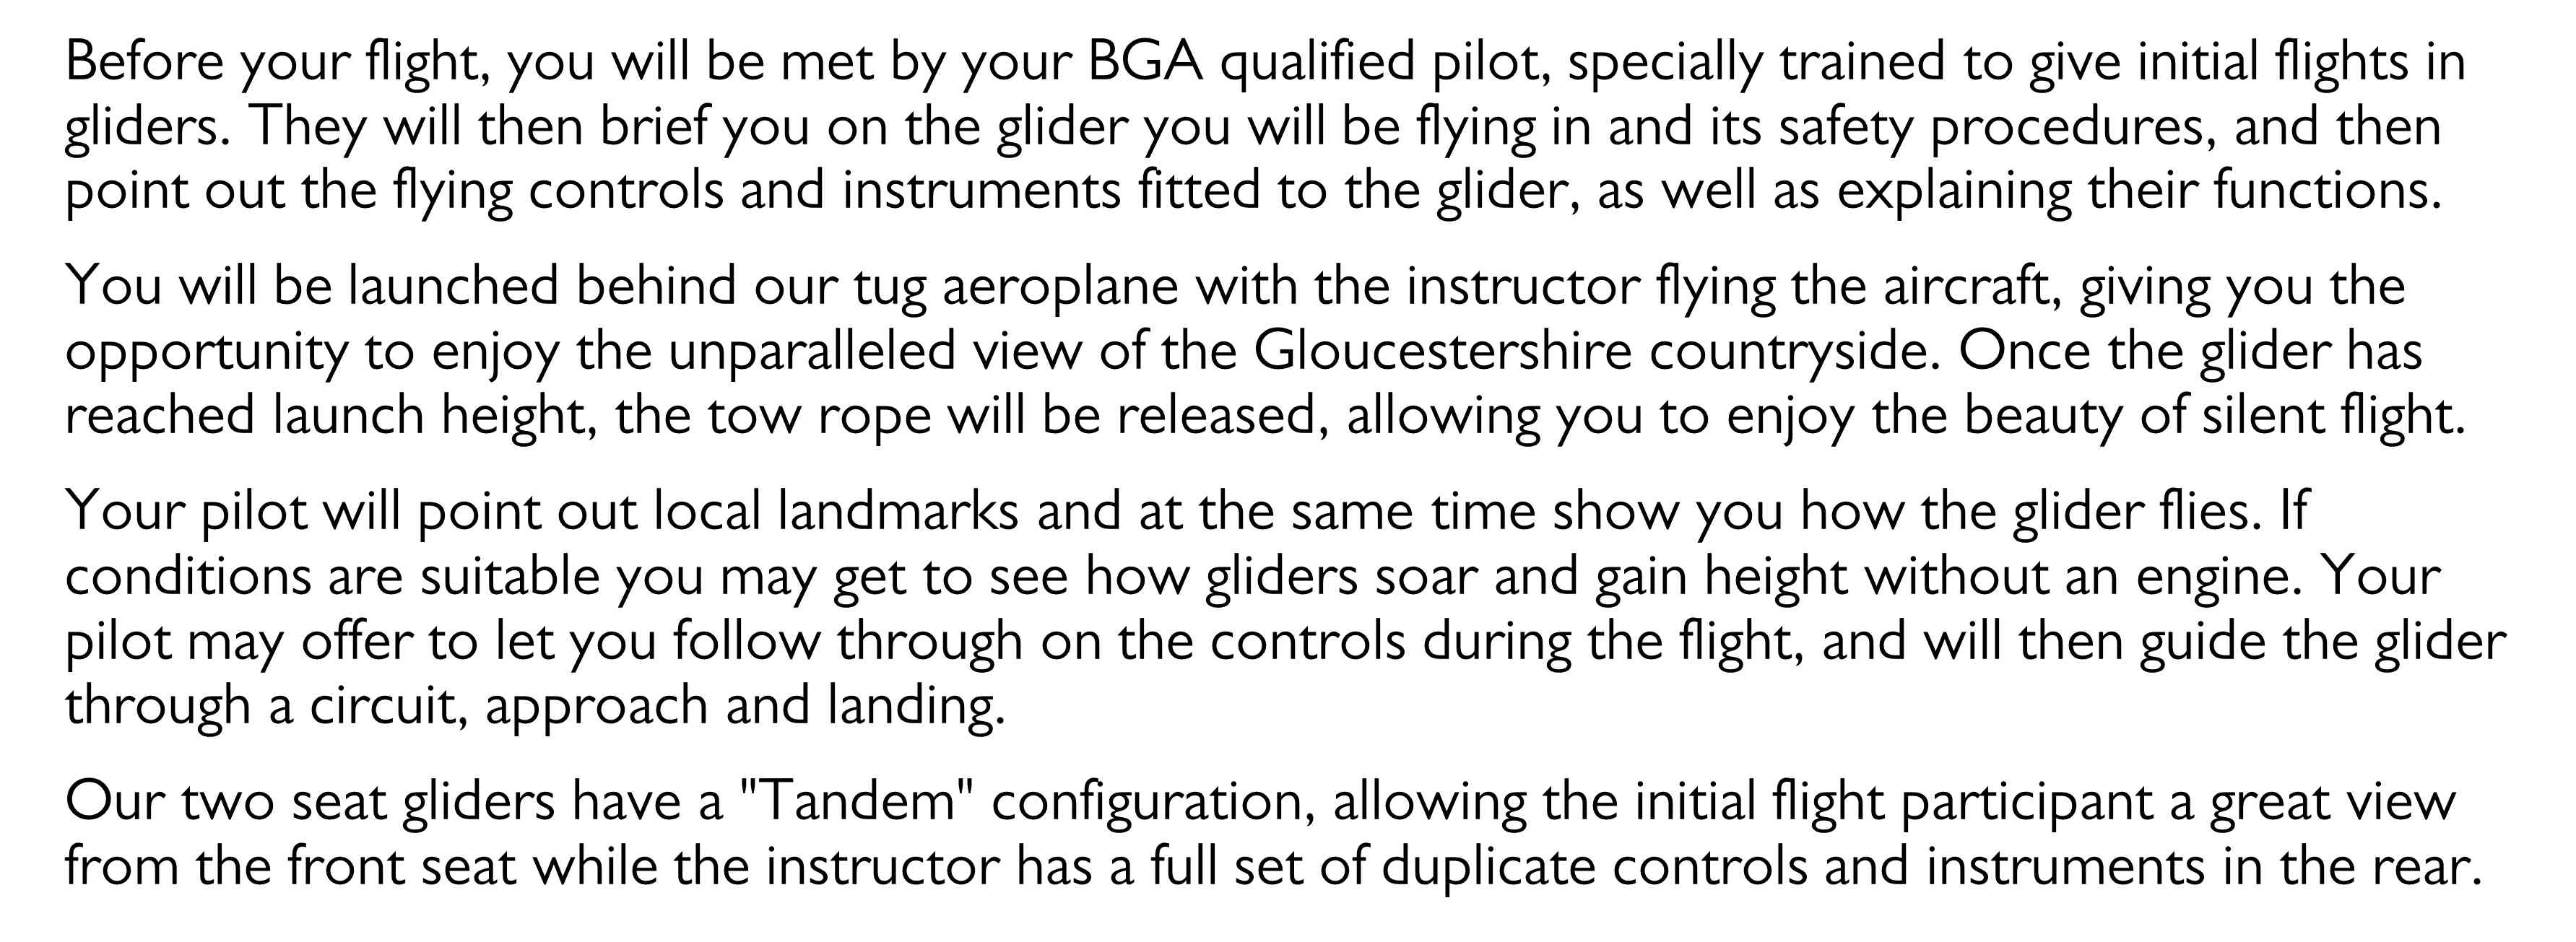 Before your flight, you will be met by your BGA qualified pilot, specially trained to give initial flights in
gliders. They will then brief you on the glider you will be flying in and its safety procedures, and then
point out the flying controls and instruments fitted to the glider, as well as explaining their functions.
You will be launched behind our tug aeroplane with the instructor flying the aircraft, giving you the
opportunity to enjoy the unparalleled view of the Gloucestershire countryside. Once the glider has
reached launch height, the tow rope will be released, allowing you to enjoy the beauty of silent flight.
Your pilot will point out local landmarks and at the same time show you how the glider flies. If
conditions are suitable you may get to see how gliders soar and gain height without an engine. Your
pilot may offer to let you follow through on the controls during the flight, and will then guide the glider
through a circuit, approach and landing.
Our two seat gliders have a "Tandem" configuration, allowing the initial flight participant a great view
from the front seat while the instructor has a full set of duplicate controls and instruments in the rear.